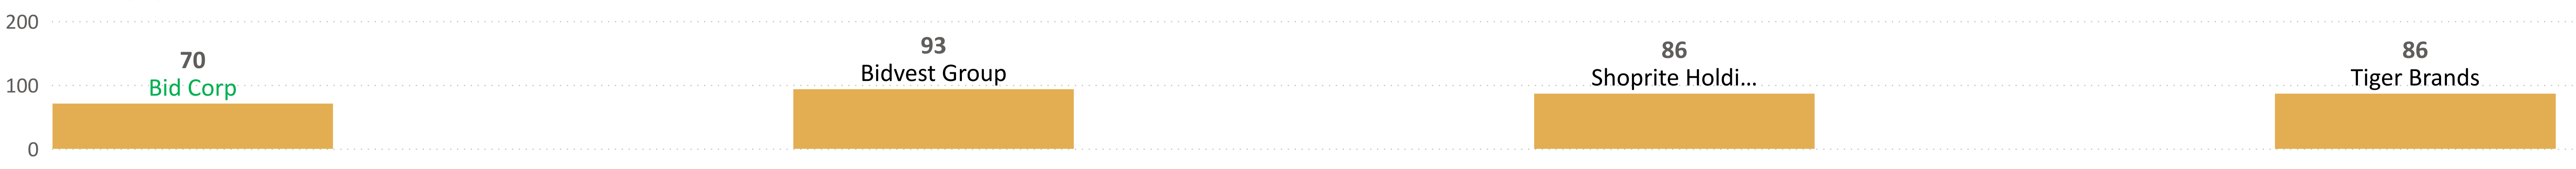 200
93
86
86
70
Bidvest Group
Shoprite Holdi...
Tiger Brands
100
Bid Corp
0